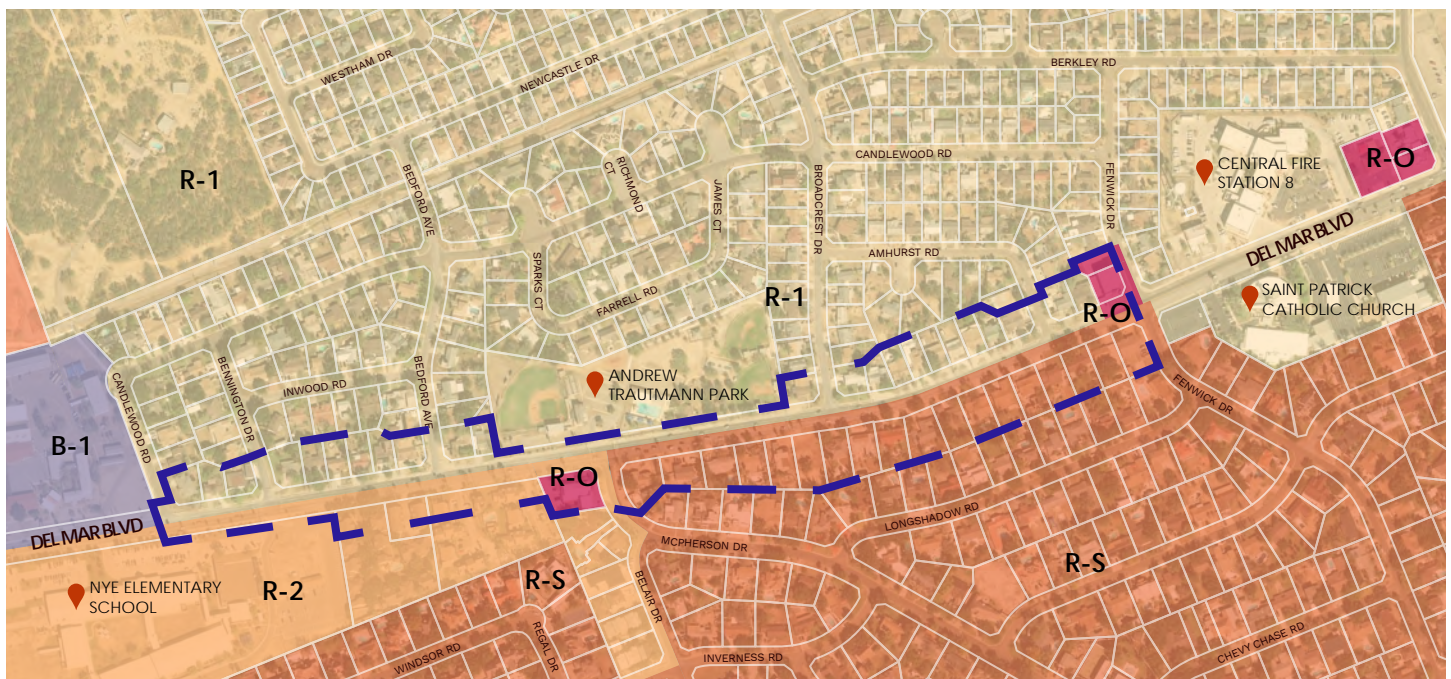 WESTHAM DR
NEWCASTLE DR
BERKLEY RD
R-1
BEDFORD AVE
RICHMOND
CT
JAMES CT
BROADCREST DR
CANDLEWOOD RD
FENWICK DR
CENTRAL FIRE
STATION 8
R-O
SPARKS CT
FARRELL RD
R-1
AMHURST RD
DEL MAR BLVD
R-O
SAINT PATRICK
CATHOLIC CHURCH
CANDLEWOOD RD
BENNINGTON DR
INWOOD RD
BEDFORD AVE
ANDREW
TRAUTMANN PARK
FENWICK DR
B-1
R-O
DEL MAR BLVD
LONGSHADOW RD
MCPHERSON DR
NYE ELEMENTARY
SCHOOL
R-2
R-S
BELAIR DR
R-S
WINDSOR RD
REGAL DR
INVERNESS RD
CHEVY CHASE RD